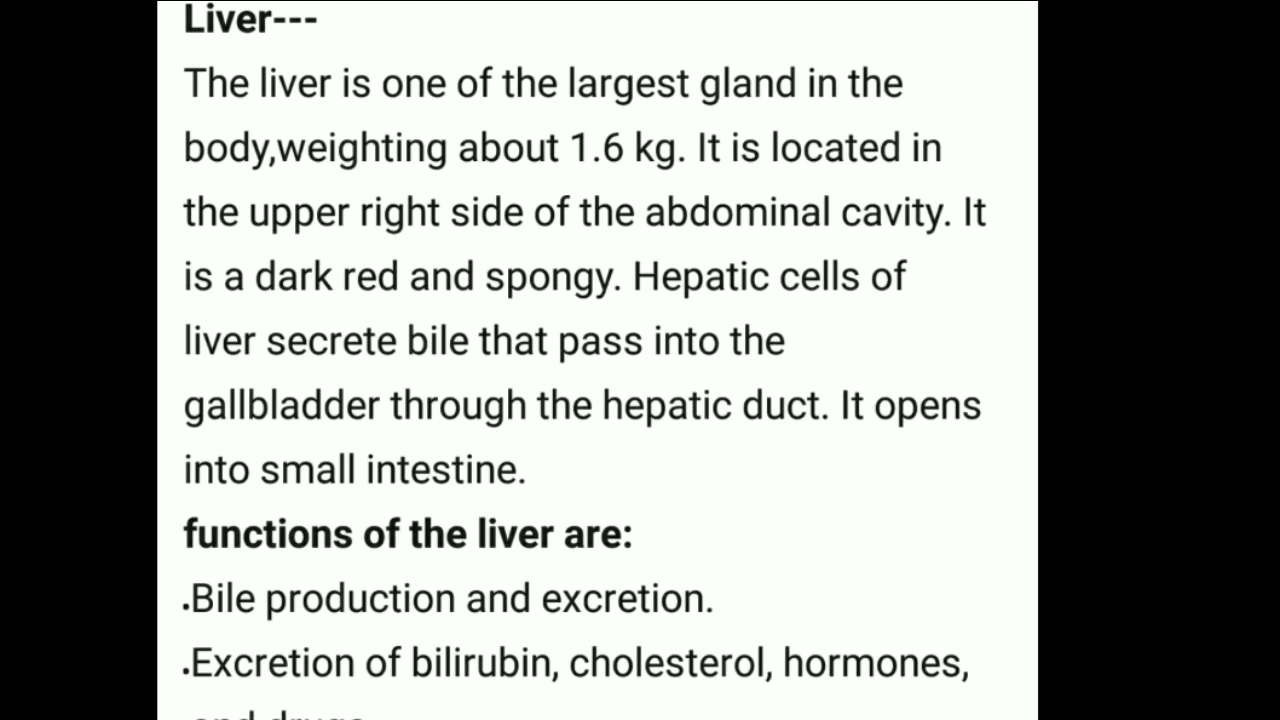 Liver---
The liver is one of the largest gland in the
body,weighting about 1.6 kg. It is located in
the upper right side of the abdominal cavity. It
is a dark red and spongy. Hepatic cells of
liver secrete bile that pass into the
gallbladder through the hepatic duct. It opens
into small intestine.
functions of the liver are:
.Bile production and excretion.
.Excretion of bilirubin, cholesterol, hormones,
and drugs